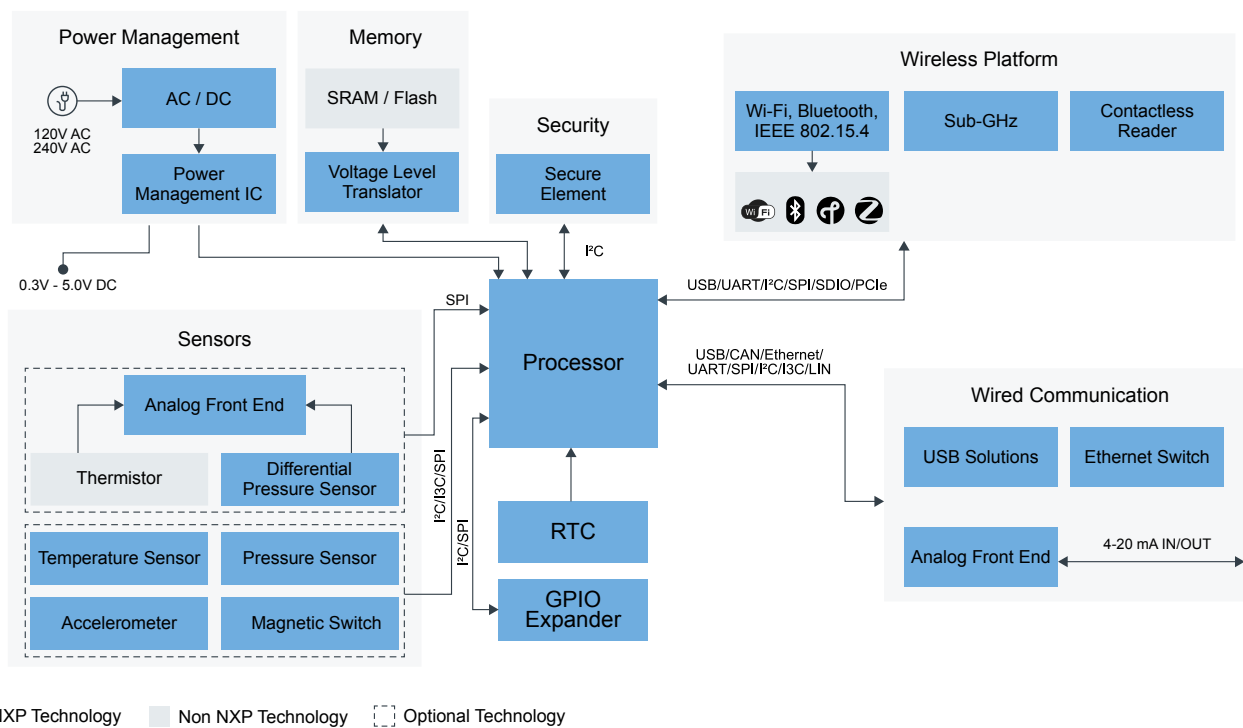 Power Management
AC / DC
120V AC
240V AC
Power
Management IC
0.3V - 5.0V DC
Memory
SRAM / Flash
Voltage Level
Translator
Security
Secure
Element
I²C
Wireless Platform
Wi-Fi, Bluetooth,
IEEE 802.15.4
Sub-GHz
Contactless
Reader
Wi Fi
USB/UART/I²C/SPI/SDIO/PCIe
Sensors
Analog Front End
Thermistor
Differential
Pressure Sensor
Temperature Sensor
Pressure Sensor
Accelerometer
Magnetic Switch
SPI
I²C/I3C/SPI
I²C/SPI
Processor
RTC
GPIO
Expander
USB/CAN/Ethernet/
UART/SPI/I²C/I3C/LIN
Wired Communication
USB Solutions
Ethernet Switch
Analog Front End
4-20 mA IN/OUT
XP Technology
Non NXP Technology
Optional Technology